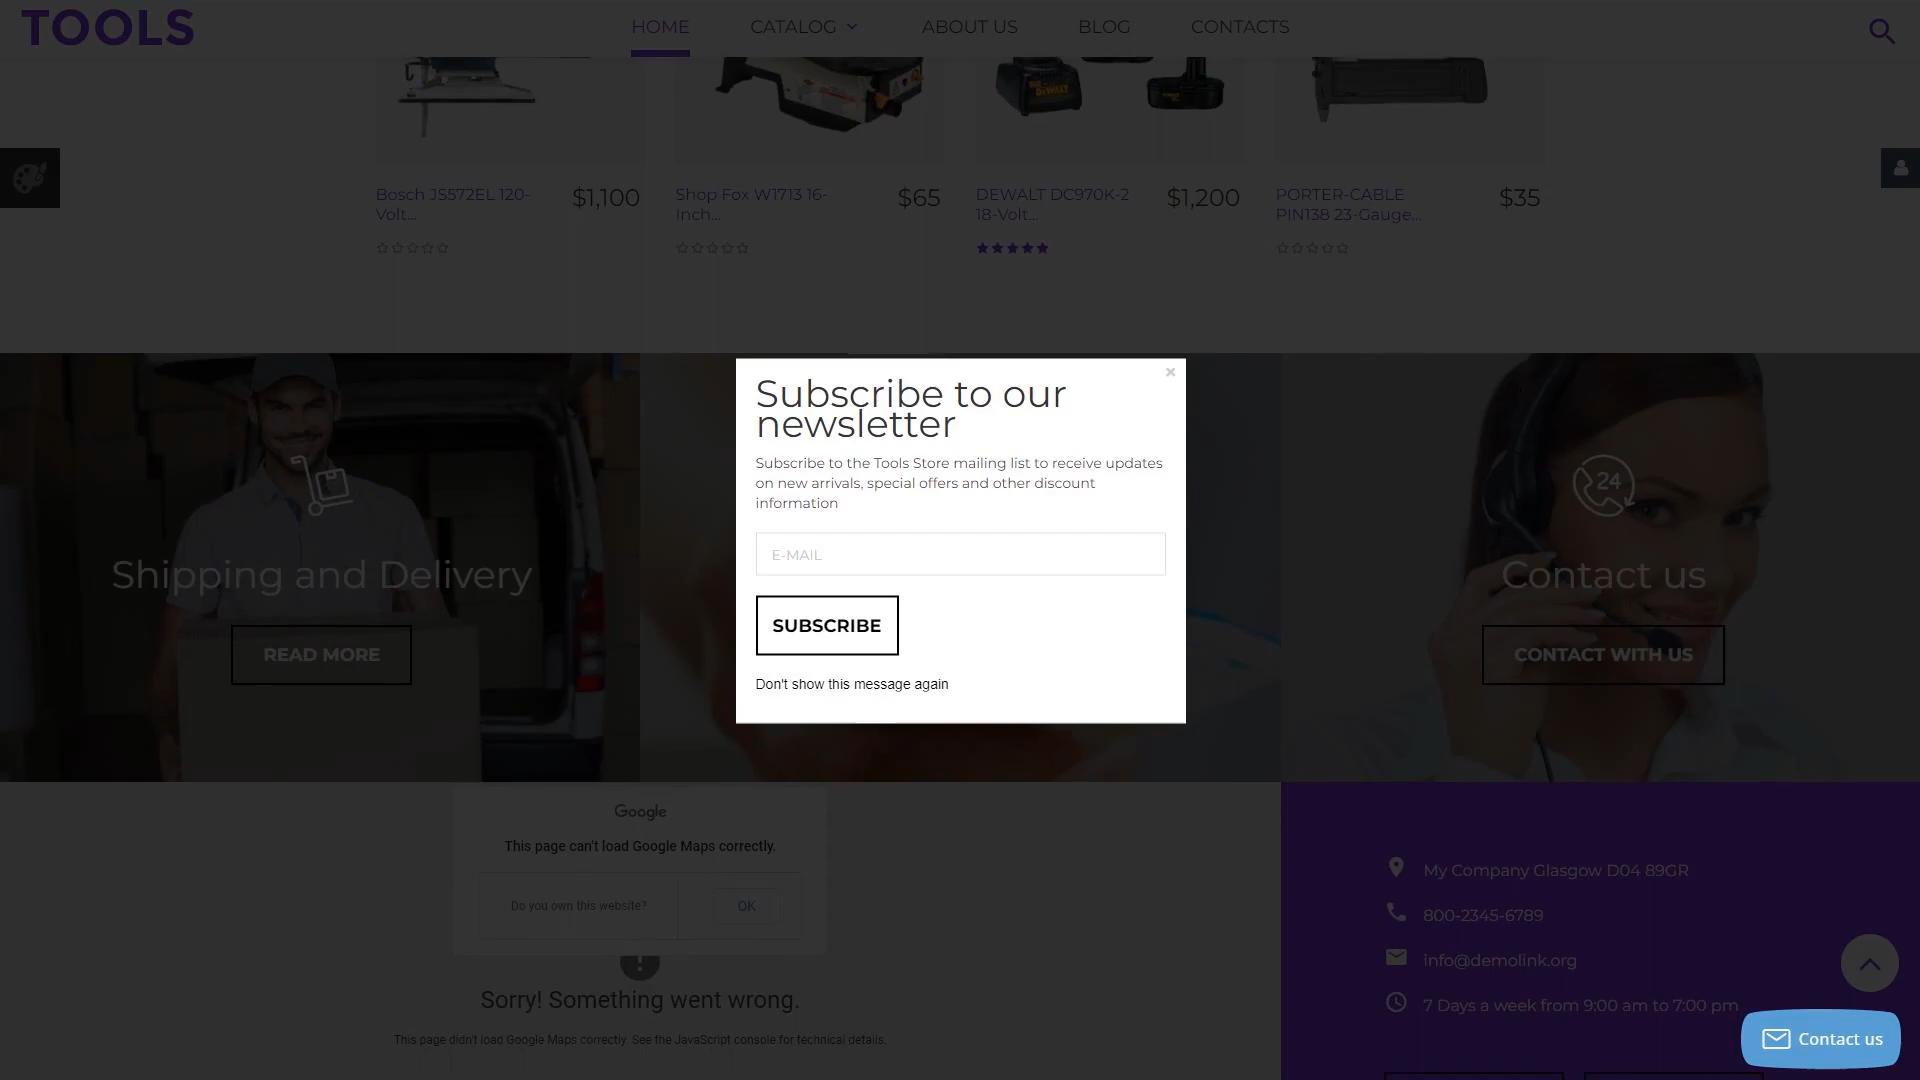 TOOLS
HOME
CATALOG
ABOUT US
BLOG
CONTACTS
DEWALT
Bosch JS572EL 120-
Volt...
$1,100
Shop Fox W1713 16-
Inch...
$65
DEWALT DC970K-2
18-Volt...
$1,200
PORTER-CABLE
PIN138 23-Gauge...
$35
Subscribe to our
newsletter
Subscribe to the Tools Store mailing list to receive updates
on new arrivals, special offers and other discount
information
E-MAIL
SUBSCRIBE
Don't show this message again
Shipping and Delivery
READ MORE
24
Contact us
CONTACT WITH US
Google
This page can't load Google Maps correctly.
Do you own this website?
OK
Sorry! Something went wrong.
This page didn't load Google Maps correctly. See the JavaScript console for technical details.
My Company Glasgow D04 89GR
800-2345-6789
info@demolink.org
7 Days a week from 9:00 am to 7:00 pm
Contact us